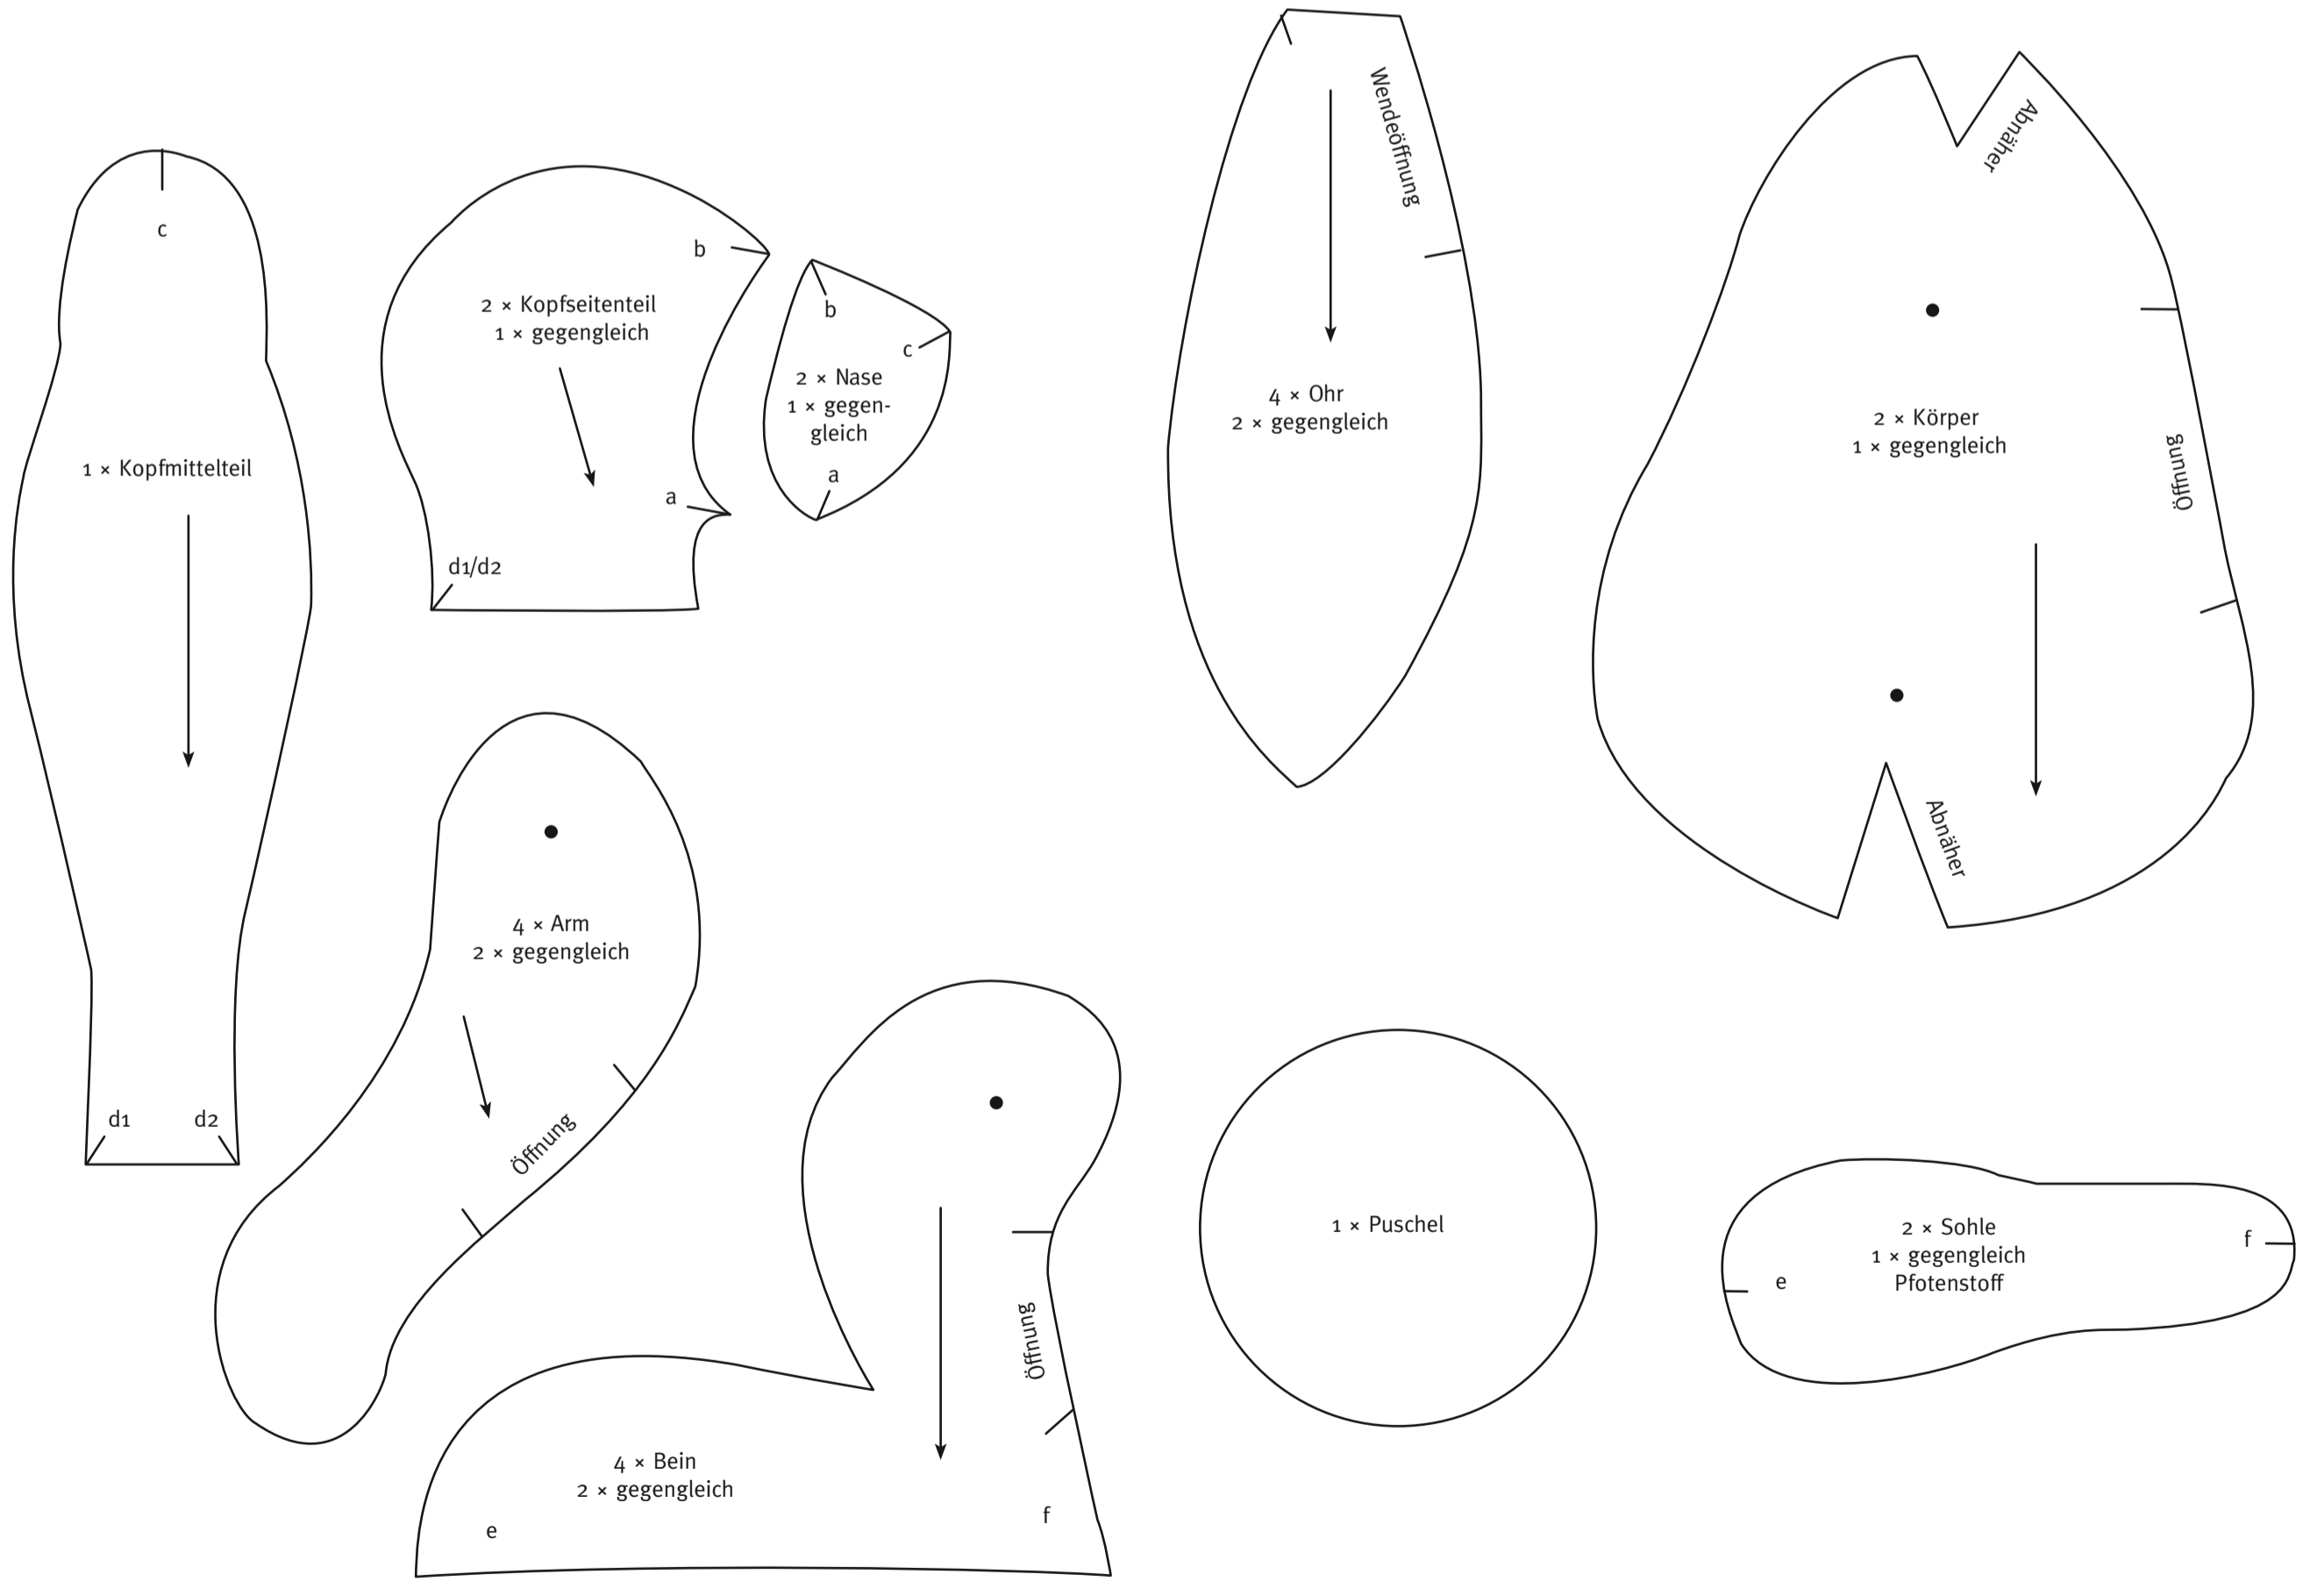 c
1 × Kopfmittelteil
d1
d2
2 × Kopfseitenteil
1 × gegengleich
b
a
d1/d2
b
c
2 × Nase
1 × gegen-
gleich
a
Wendeöffnung
4 × Ohr
2 × gegengleich
Abnäher
2 × Körper
1 × gegengleich
Öffnung
Abnäher
4 × Arm
2 × gegengleich
Öffnung
Öffnung
4 × Bein
2 × gegengleich
e
f
1 × Puschel
2 × Sohle
1 × gegengleich
Pfotenstoff
e
f